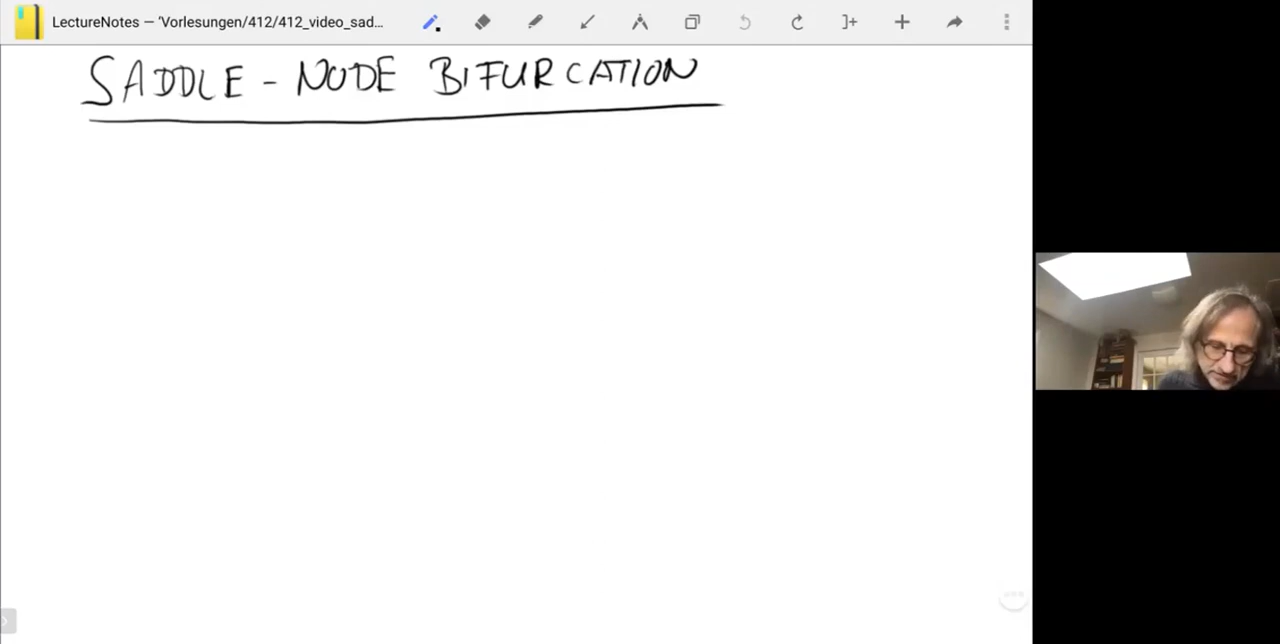 LectureNotes — ‘Vorlesungen/412/412_video_sad…
SADDLE - NODE BIFURCATION